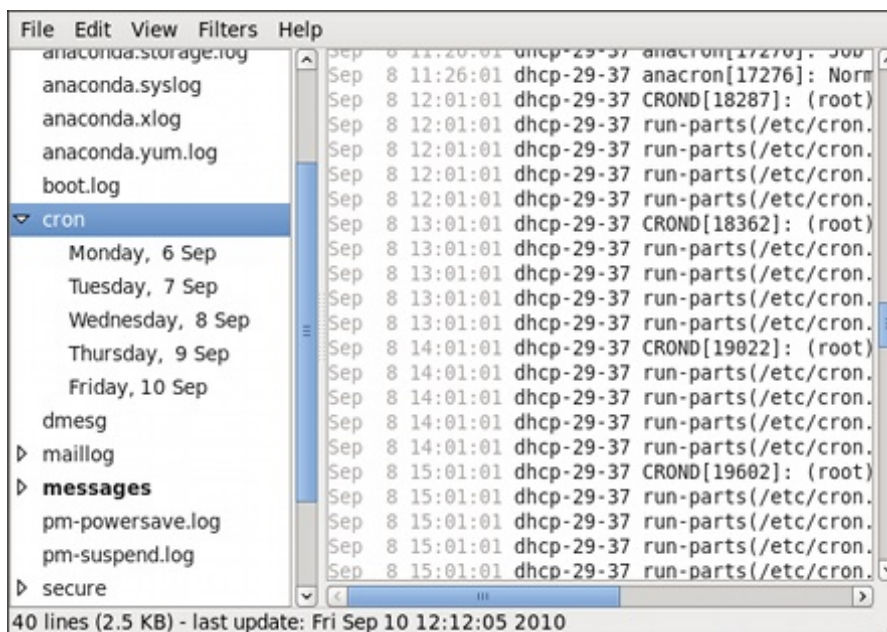 File Edit View Filters Help
anaconda.storage.log
anaconda.syslog
anaconda.xlog
anaconda.yum.log
boot.log
cron
Monday, 6 Sep
Tuesday, 7 Sep
Wednesday, 8 Sep
Thursday, 9 Sep
Friday, 10 Sep
dmesg
maillog
messages
pm-powersave.log
pm-suspend.log
secure
Sep 8 11:26:01 dhcp-29-37 anacron[17276]: Job
Sep 8 11:26:01 dhcp-29-37 anacron[17276]: Norm
Sep 8 12:01:01 dhcp-29-37 CROND[18287]: (root)
Sep 8 12:01:01 dhcp-29-37 run-parts(/etc/cron.
Sep 8 12:01:01 dhcp-29-37 run-parts(/etc/cron.
Sep 8 12:01:01 dhcp-29-37 run-parts(/etc/cron.
Sep 8 12:01:01 dhcp-29-37 run-parts(/etc/cron.
Sep 8 13:01:01 dhcp-29-37 CROND[18362]: (root)
Sep 8 13:01:01 dhcp-29-37 run-parts(/etc/cron.
Sep 8 13:01:01 dhcp-29-37 run-parts(/etc/cron.
Sep 8 13:01:01 dhcp-29-37 run-parts(/etc/cron.
Sep 8 13:01:01 dhcp-29-37 run-parts(/etc/cron.
Sep 8 14:01:01 dhcp-29-37 CROND[19022]: (root)
Sep 8 14:01:01 dhcp-29-37 run-parts(/etc/cron.
Sep 8 14:01:01 dhcp-29-37 run-parts(/etc/cron.
Sep 8 14:01:01 dhcp-29-37 run-parts(/etc/cron.
Sep 8 14:01:01 dhcp-29-37 run-parts(/etc/cron.
Sep 8 15:01:01 dhcp-29-37 CROND[19602]: (root)
Sep 8 15:01:01 dhcp-29-37 run-parts(/etc/cron.
Sep 8 15:01:01 dhcp-29-37 run-parts(/etc/cron.
Sep 8 15:01:01 dhcp-29-37 run-parts(/etc/cron.
Sep 8 15:01:01 dhcp-29-37 run-parts(/etc/cron.
40 lines (2.5 KB) - last update: Fri Sep 10 12:12:05 2010